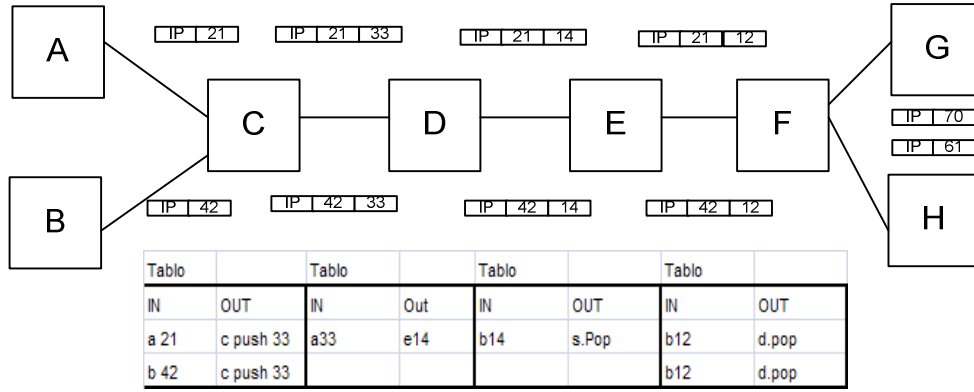 A
IP 21
IP 21 33
IP 21 14
IP 21 12
G
C
D
E
F
IP 70
IP 61
B
IP 42
IP 42 33
IP 42 14
IP 42 12
H
Tablo Tablo Tablo Tablo
IN OUT IN Out IN OUT IN OUT
a 21 c push 33 a33 e14 b14 s.Pop b12 d.pop
b 42 c push 33 b12 d.pop